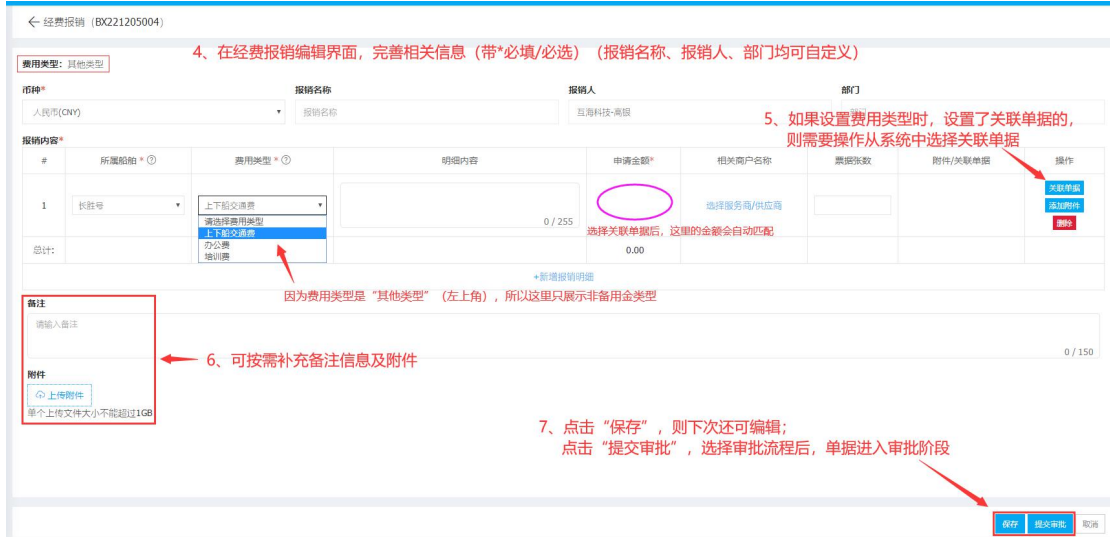 ← 经费报销（BX221205004）
4、在经费报销编辑界面，完善相关信息（带*必填/必选）（报销名称、报销人、部门均可自定义）
费用类型：其他类型
币种* 报销名称 报销人 部门
人民币(CNY) 报销名称 互海科技-高银 部门
5、如果设置费用类型时，设置了关联单据的，
则需要操作从系统中选择关联单据
报销内容*
# 所属船舶 * 费用类型 * 明细内容 申请金额* 相关商户名称 票据张数 附件/关联单据 操作
1 长胜号 上下船交通费 0 / 255 选择服务商/供应商 关联单据
添加附件
删除
请选择费用类型
上下船交通费
办公费
培训费
选择关联单据后，这里的金额会自动匹配
总计: 0.00
+新增报销明细
因为费用类型是“其他类型”（左上角），所以这里只展示非备用金类型
备注
请输入备注
0 / 150
6、可按需补充备注信息及附件
附件
上传附件
单个上传文件大小不能超过1GB
7、点击“保存”，则下次还可编辑；
点击“提交审批”，选择审批流程后，单据进入审批阶段
保存 提交审批 取消